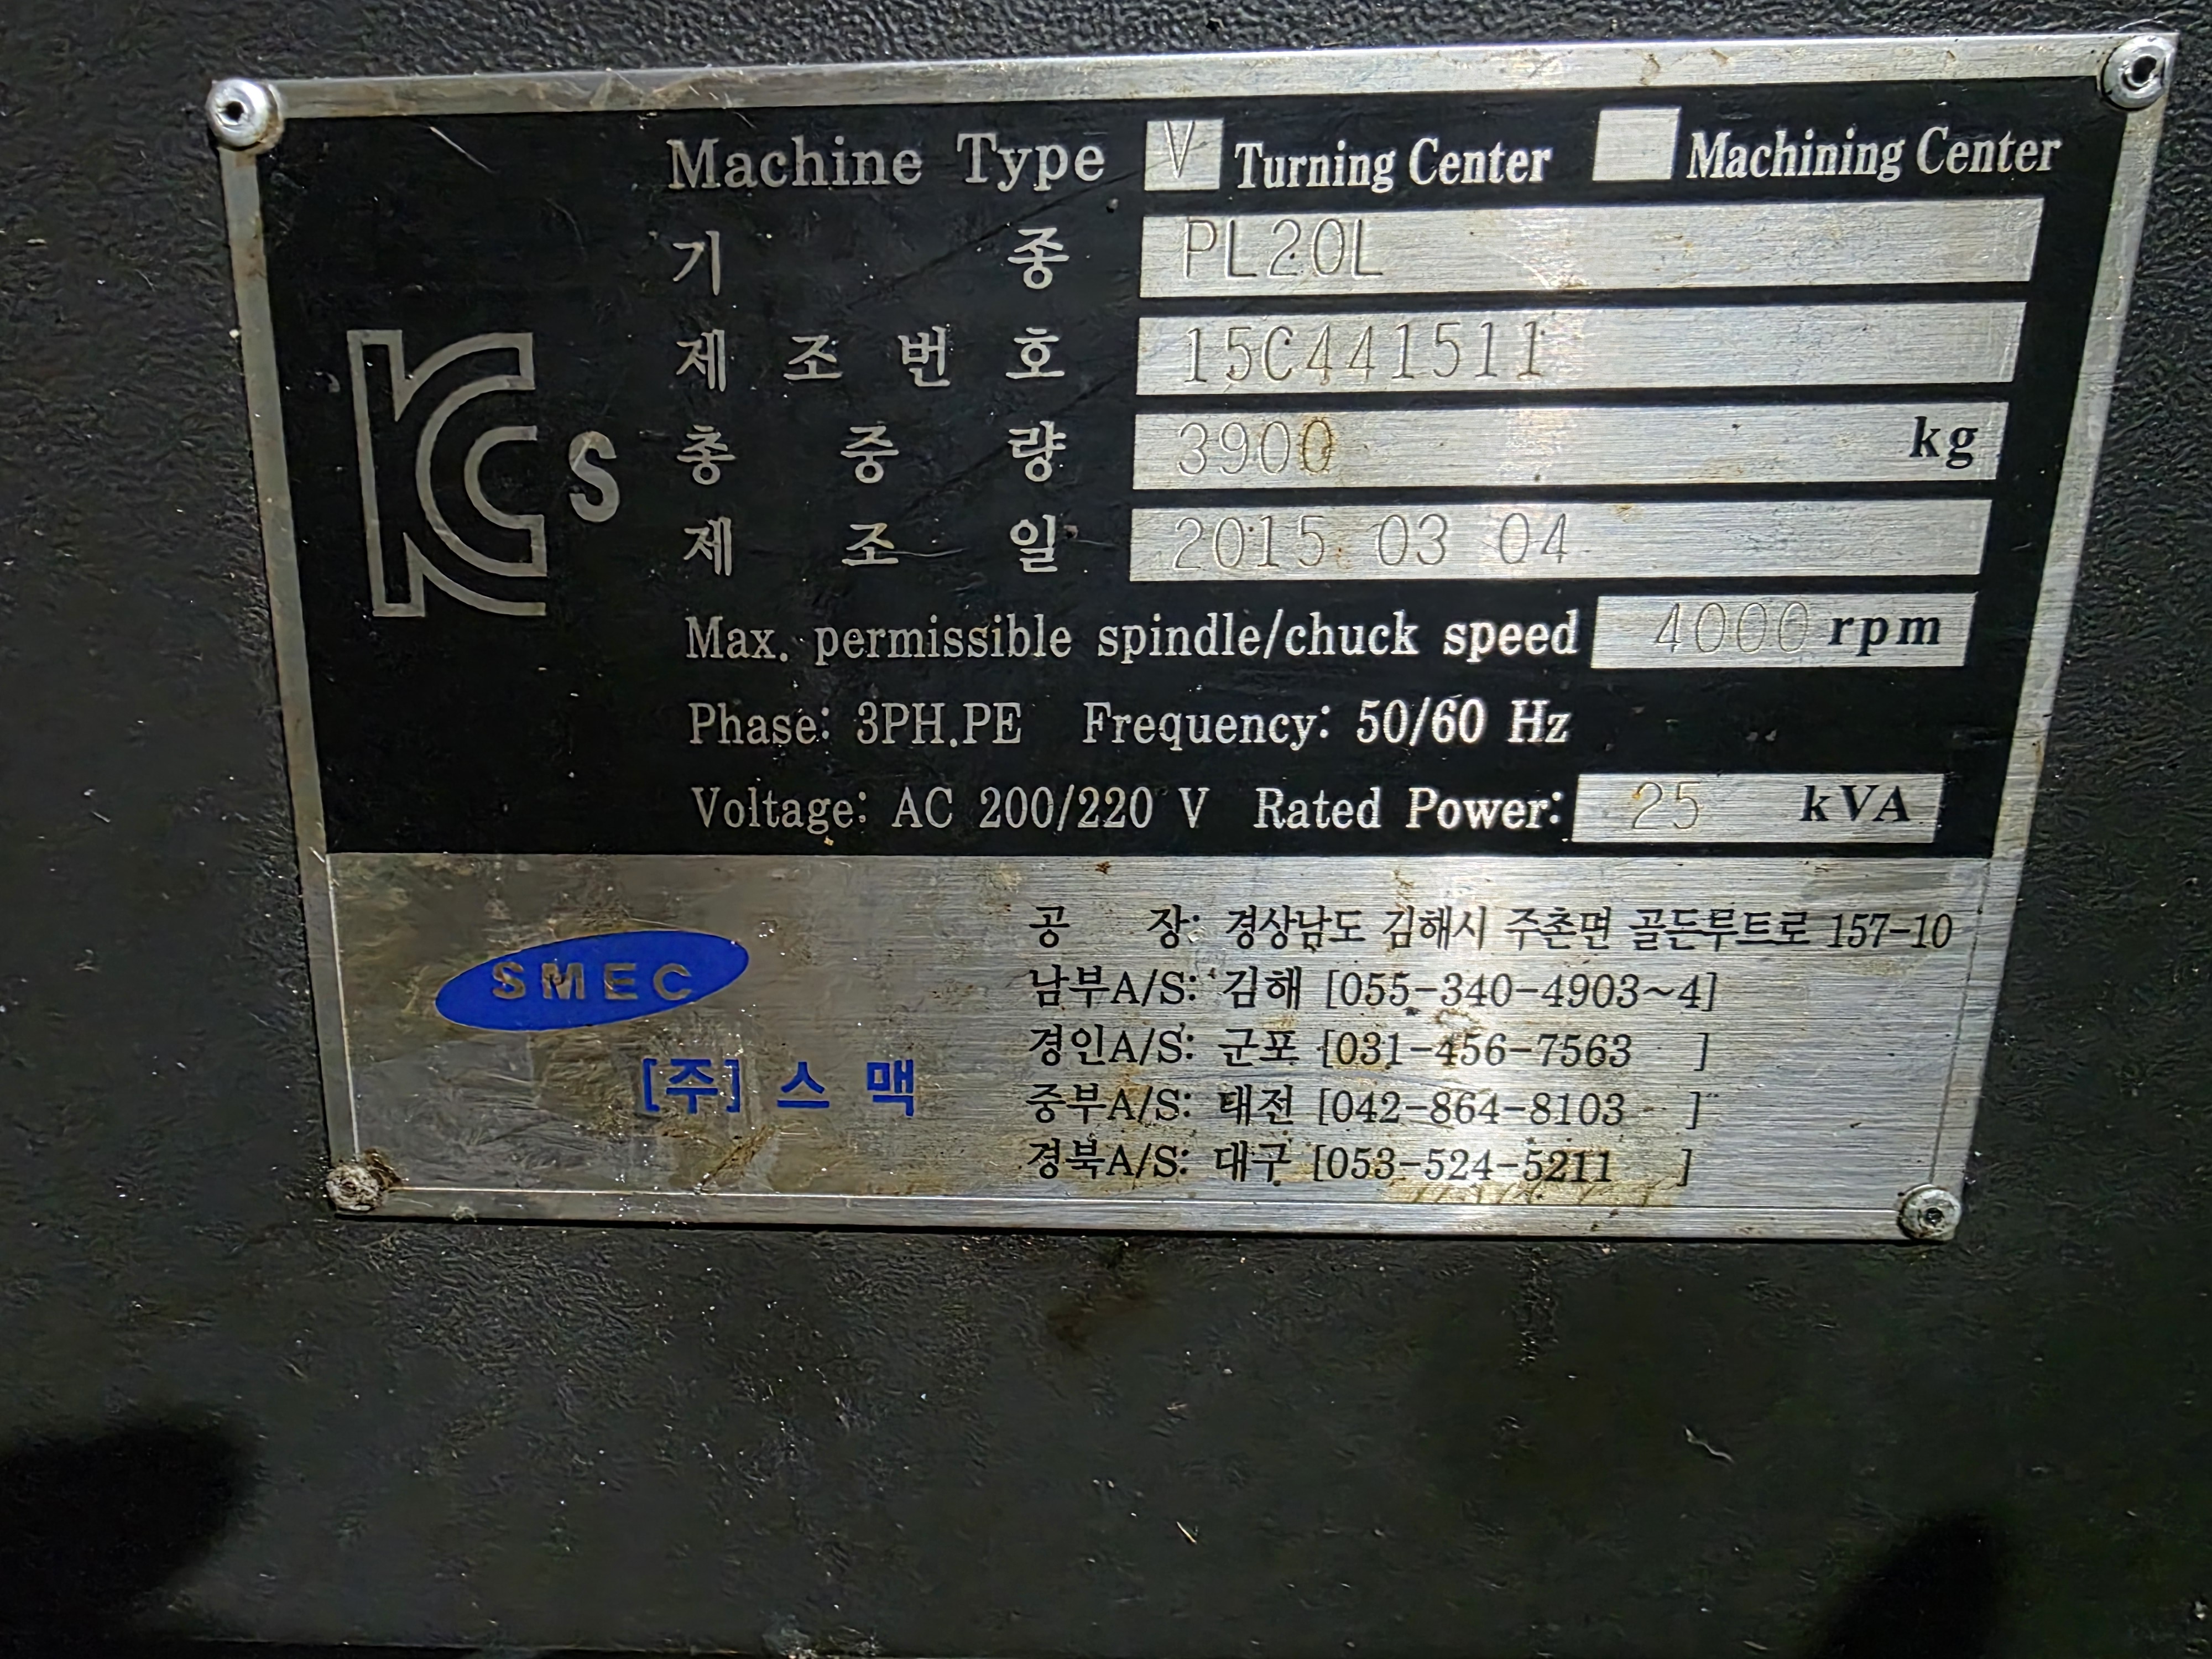 Machine Type V Turning Center Machining Center
기 종 PL20L
제조번호 15C441511
총중량 3900 kg
제조일 2015 03 04
KCs
Max. permissible spindle/chuck speed 4000 rpm
Phase: 3PH.PE Frequency: 50/60 Hz
Voltage: AC 200/220 V Rated Power: 25 kVA
SMEC
[주] 스맥
공 장: 경상남도 김해시 주촌면 골든루트로 157-10
남부A/S: 김해 [055-340-4903~4]
경인A/S: 군포 [031-456-7563 ]
중부A/S: 대전 [042-864-8103 ]
경북A/S: 대구 [053-524-5211 ]